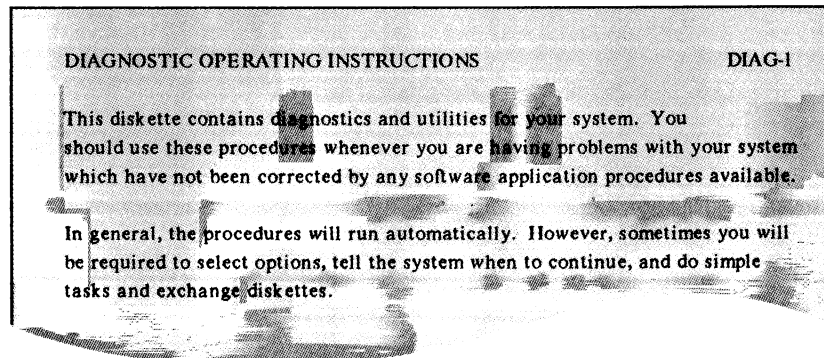 DIAGNOSTIC OPERATING INSTRUCTIONS DIAG-1
This diskette contains diagnostics and utilities for your system. You
should use these procedures whenever you are having problems with your system
which have not been corrected by any software application procedures available.
In general, the procedures will run automatically. However, sometimes you will
be required to select options, tell the system when to continue, and do simple
tasks and exchange diskettes.